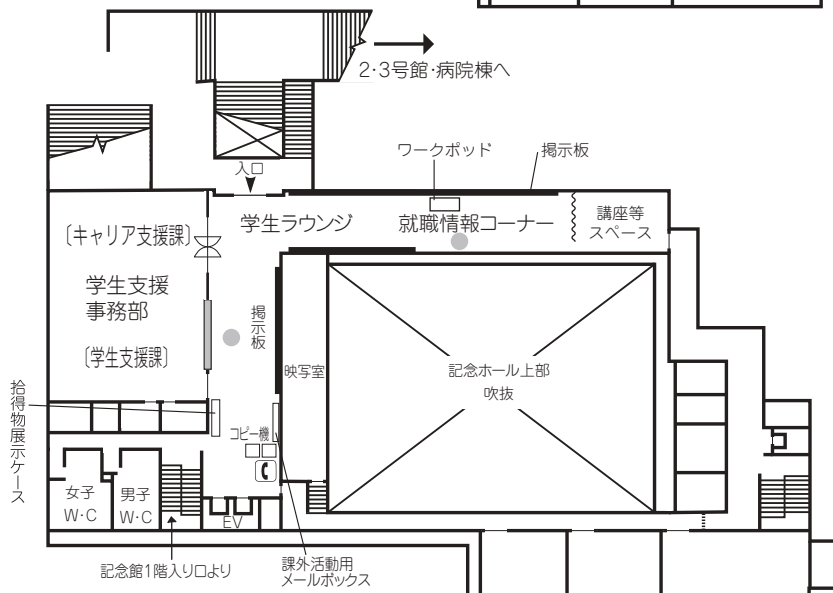 2・3号館・病院棟へ
ワークポッド
掲示板
入口
学生ラウンジ
就職情報コーナー
講座等
スペース
〔キャリア支援課〕
学生支援
事務部
〔学生支援課〕
掲示板
映写室
記念ホール上部
吹抜
拾得物展示ケース
コピー機
女子
W・C
男子
W・C
EV
記念館1階入り口より
課外活動用
メールボックス